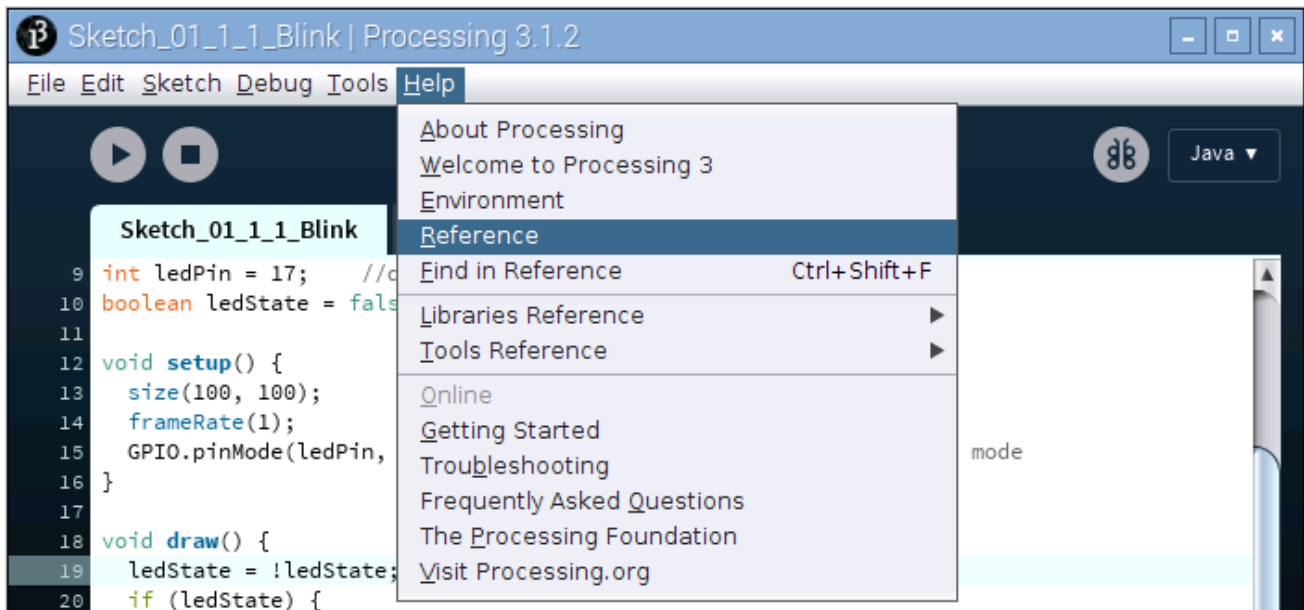 Sketch_01_1_1_Blink | Processing 3.1.2
File Edit Sketch Debug Tools Help
About Processing
Welcome to Processing 3
Environment
Reference
Find in Reference Ctrl+Shift+F
Libraries Reference
Tools Reference
Online
Getting Started
Troubleshooting
Frequently Asked Questions
The Processing Foundation
Visit Processing.org
Java ▾
Sketch_01_1_1_Blink
9 int ledPin = 17; //
10 boolean ledState = fals
11
12 void setup() {
13 size(100, 100);
14 frameRate(1);
15 GPIO.pinMode(ledPin, mode
16 }
17
18 void draw() {
19 ledState = !ledState;
20 if (ledState) {